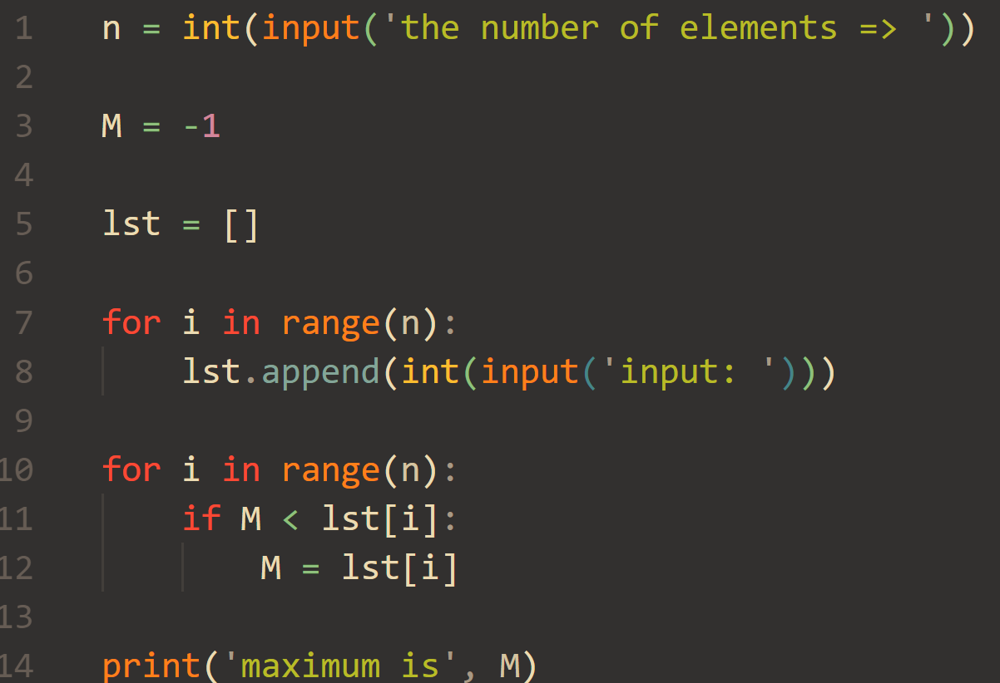 1 n = int(input('the number of elements => '))
2
3 M = -1
4
5 lst = []
6
7 for i in range(n):
8     lst.append(int(input('input: ')))
9
10 for i in range(n):
11     if M < lst[i]:
12         M = lst[i]
13
14 print('maximum is', M)